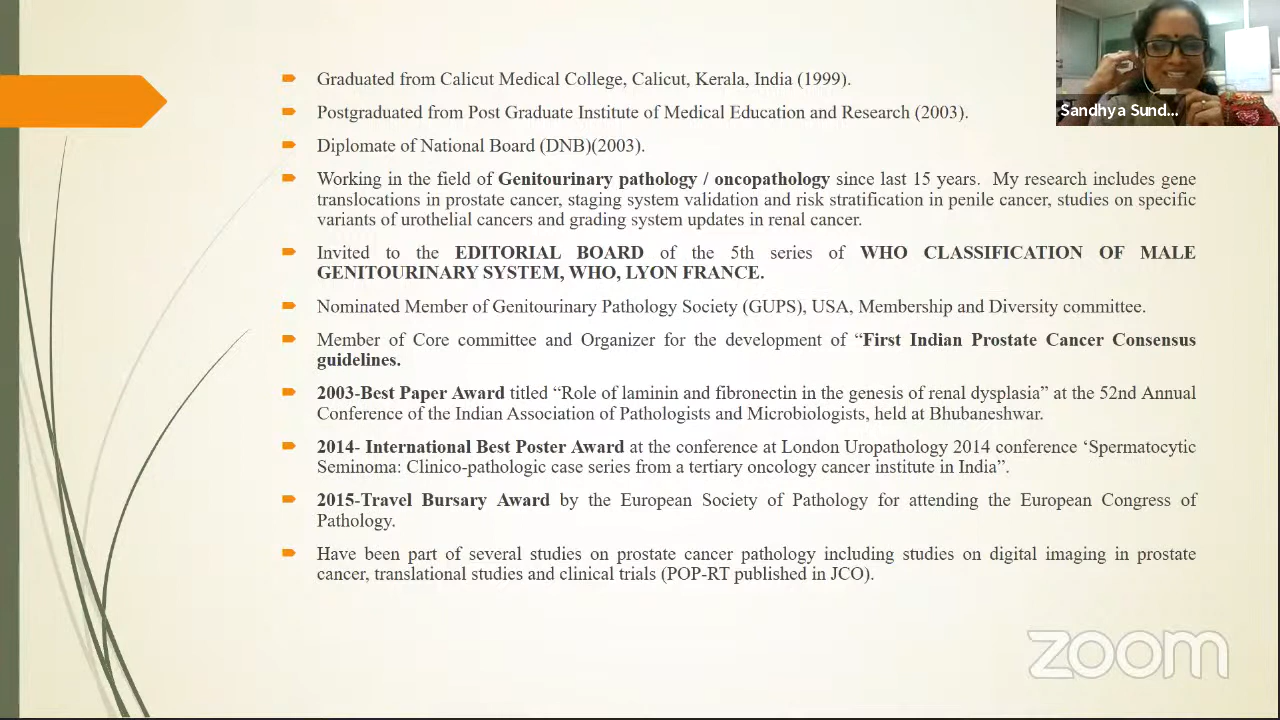 Graduated from Calicut Medical College, Calicut, Kerala, India (1999).
Postgraduated from Post Graduate Institute of Medical Education and Research (2003).
Diplomate of National Board (DNB)(2003).
Working in the field of Genitourinary pathology / oncopathology since last 15 years. My research includes gene
translocations in prostate cancer, staging system validation and risk stratification in penile cancer, studies on specific
variants of urothelial cancers and grading system updates in renal cancer.
Invited to the EDITORIAL BOARD of the 5th series of WHO CLASSIFICATION OF MALE
GENITOURINARY SYSTEM, WHO, LYON FRANCE.
Nominated Member of Genitourinary Pathology Society (GUPS), USA, Membership and Diversity committee.
Member of Core committee and Organizer for the development of “First Indian Prostate Cancer Consensus
guidelines.
2003-Best Paper Award titled “Role of laminin and fibronectin in the genesis of renal dysplasia” at the 52nd Annual
Conference of the Indian Association of Pathologists and Microbiologists, held at Bhubaneshwar.
2014- International Best Poster Award at the conference at London Uropathology 2014 conference ‘Spermatocytic
Seminoma: Clinico-pathologic case series from a tertiary oncology cancer institute in India”.
2015-Travel Bursary Award by the European Society of Pathology for attending the European Congress of
Pathology.
Have been part of several studies on prostate cancer pathology including studies on digital imaging in prostate
cancer, translational studies and clinical trials (POP-RT published in JCO).
Sandhya Sund...
zoom